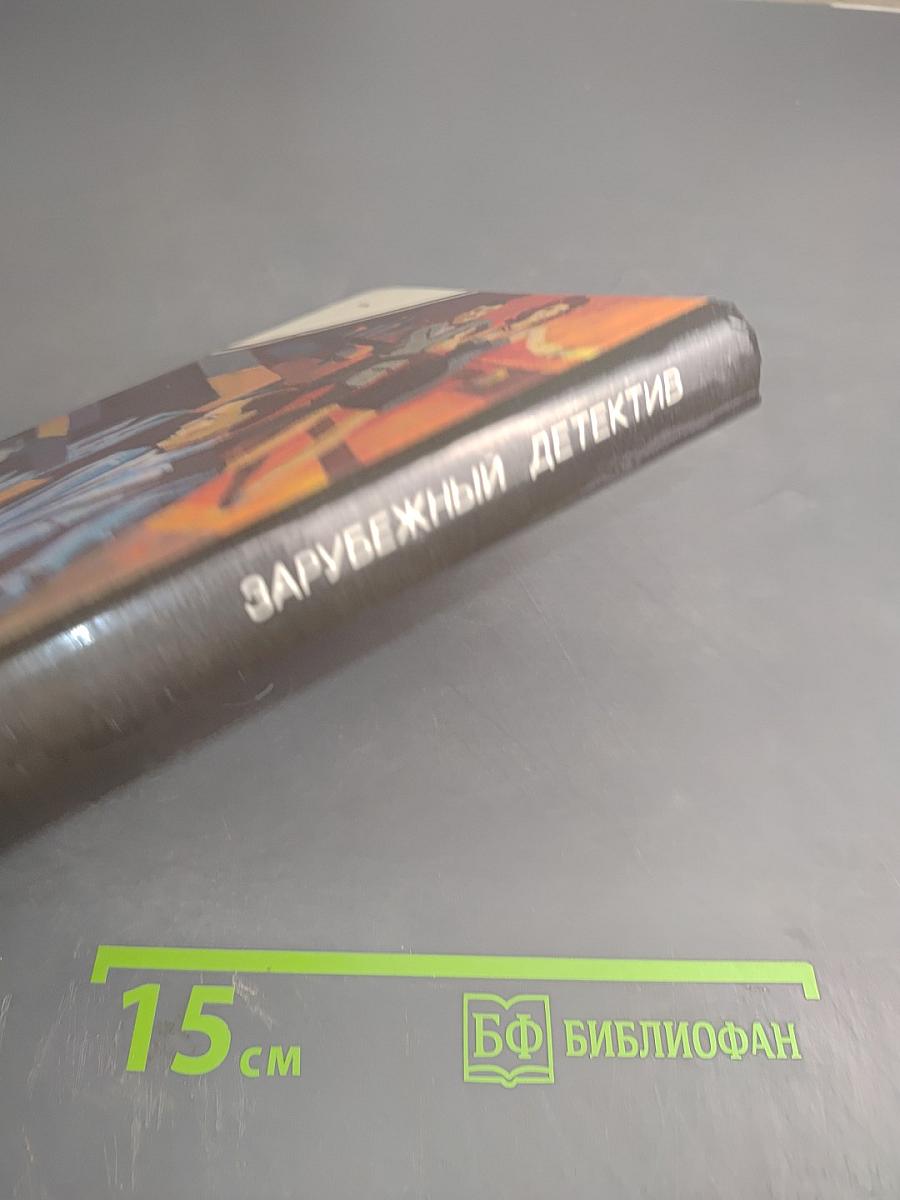 ЗАРУБЕЖНЫЙ ДЕТЕКТИВ
15 см
БФ БИБЛИОФАН